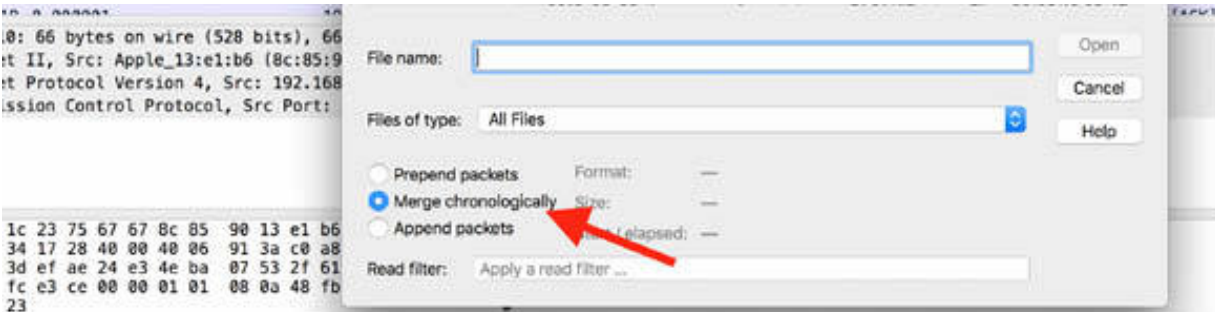 0: 66 bytes on wire (528 bits), 66
et II, Src: Apple_13:e1:b6 (8c:85:9
et Protocol Version 4, Src: 192.168
ission Control Protocol, Src Port:
File name:
Open
Cancel
Files of type: All Files
Help
Prepend packets
Format: —
Merge chronologically
Size: —
Append packets
/ elapsed: —
Read filter: Apply a read filter ...
1c 23 75 67 67 8c 85 90 13 e1 b6
34 17 28 40 00 40 06 91 3a c0 a8
3d ef ae 24 e3 4e ba 07 53 2f 61
fc e3 ce 00 00 01 01 08 0a 48 fb
23